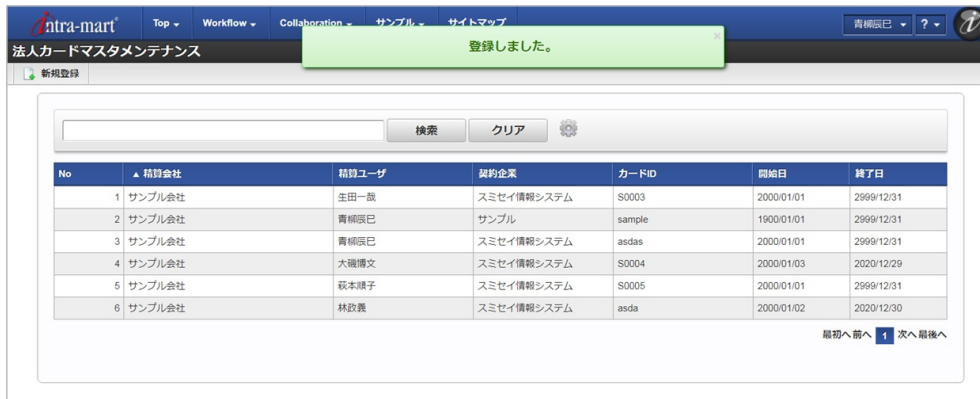 intra-mart Top Workflow Collaboration サンプル サイトマップ 青柳辰巳 ?
登録しました。 ×
法人カードマスタメンテナンス
新規登録
検索 クリア
No ▲ 精算会社 精算ユーザ 契約企業 カードID 開始日 終了日
1 サンプル会社 生田一哉 スミセイ情報システム S0003 2000/01/01 2999/12/31
2 サンプル会社 青柳辰巳 サンプル sample 1900/01/01 2999/12/31
3 サンプル会社 青柳辰巳 スミセイ情報システム asdas 2000/01/01 2999/12/31
4 サンプル会社 大磯博文 スミセイ情報システム S0004 2000/01/03 2020/12/29
5 サンプル会社 萩本順子 スミセイ情報システム S0005 2000/01/01 2999/12/31
6 サンプル会社 林政義 スミセイ情報システム asda 2000/01/02 2020/12/30
最初へ 前へ 1 次へ 最後へ